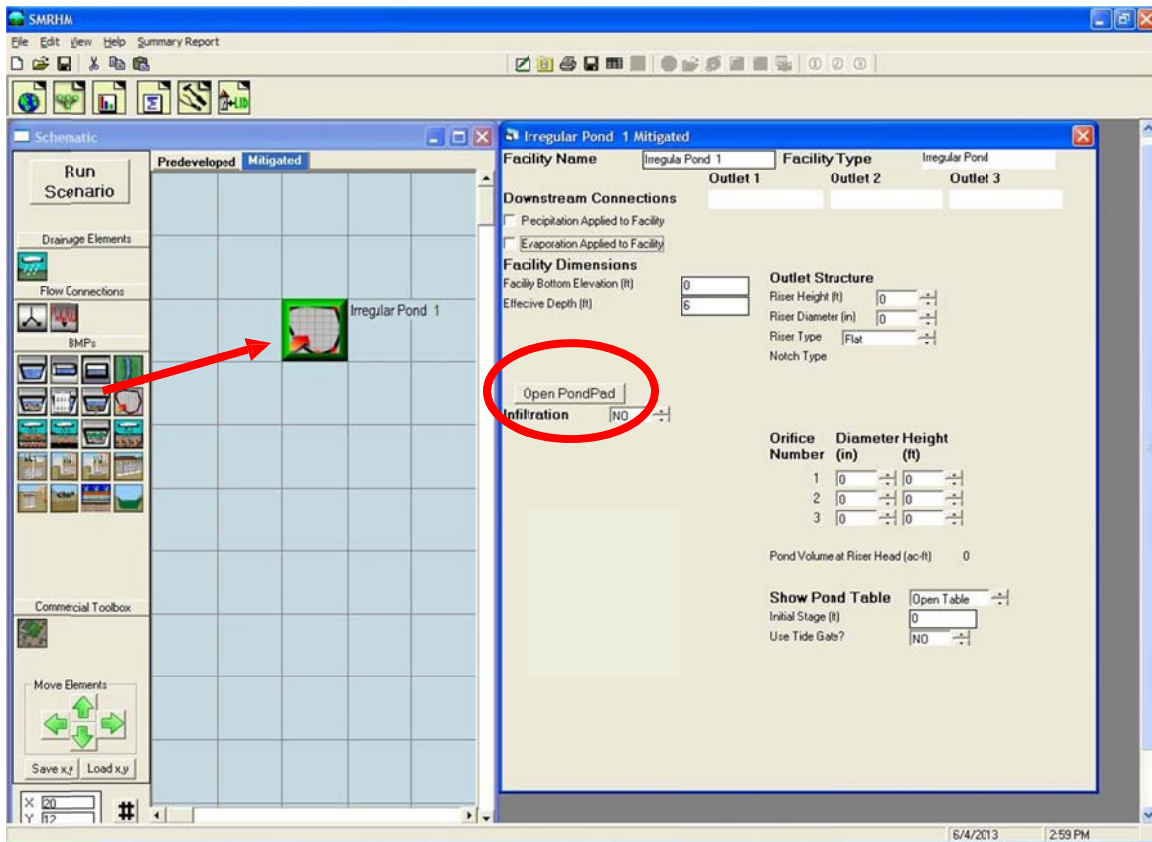 SMRHM
File Edit View Help Summary Report
Schematic
Run
Scenario
Predeveloped Mitigated
Drainage Elements
Flow Connections
BMPs
Irregular Pond 1
Commercial Toolbox
Move Elements
Save x,y Load x,y
X 20
Y 12
#
Irregular Pond 1 Mitigated
Facility Name Irregula Pond 1 Facility Type Irregular Pond
Outlet 1 Outlet 2 Outlet 3
Downstream Connections
Pecipitation Applied to Facility
Evaporation Applied to Facility
Facility Dimensions
Facility Bottom Elevation (ft) 0
Effecive Depth (ft) 6
Outlet Structure
Riser Height (ft) 0
Riser Diameter (in) 0
Riser Type Flat
Notch Type
Open PondPad
Infiltration NO
Orifice Diameter Height
Number (in) (ft)
1 0 0
2 0 0
3 0 0
Pond Volume at Riser Head (ac-ft) 0
Show Pond Table Open Table
Initial Stage (ft) 0
Use Tide Gate? NO
6/4/2013 2:59 PM